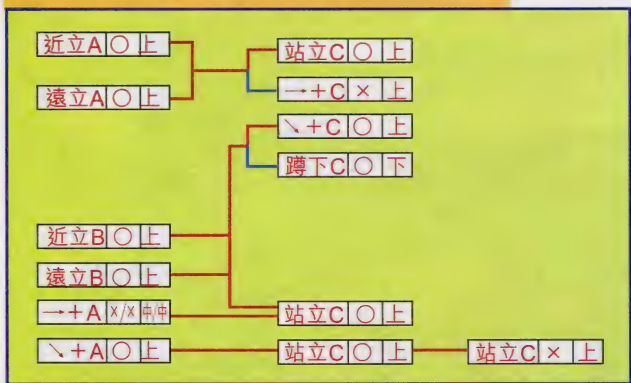 近立A ○ 上
站立C ○ 上
遠立A ○ 上
→+C × 上
↘+C ○ 上
蹲下C ○ 下
近立B ○ 上
遠立B ○ 上
→+A ×/× 中/中
站立C ○ 上
↘+A ○ 上
站立C ○ 上
站立C × 上